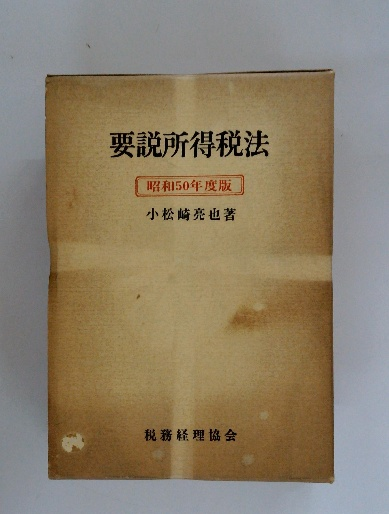 要説所得税法
昭和50年度版
小松崎亮也著
税務経理協会